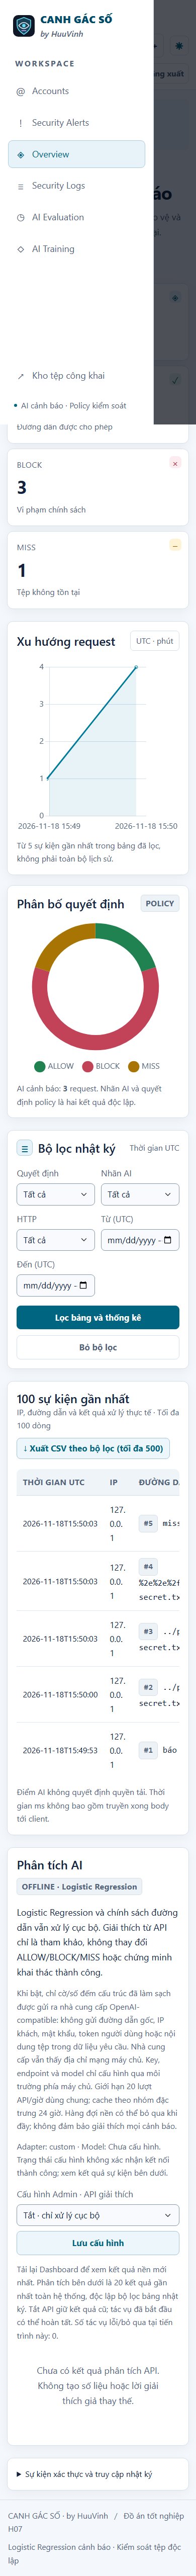 CANH GÁC SỐ
by HuuVinh
WORKSPACE
@ Accounts
! Security Alerts
Overview
Security Logs
AI Evaluation
AI Training
Kho tệp công khai
• AI cảnh báo · Policy kiểm soát
Đường dẫn được cho phép
BLOCK
×
3
Vi phạm chính sách
MISS
–
1
Tệp không tồn tại
Xu hướng request
UTC · phút
4
3
2
1
0
2026-11-18 15:49
2026-11-18 15:50
Từ 5 sự kiện gần nhất trong bảng đã lọc,
không phải toàn bộ lịch sử.
Phân bố quyết định
POLICY
ALLOW BLOCK MISS
AI cảnh báo: 3 request. Nhãn AI và quyết
định policy là hai kết quả độc lập.
Bộ lọc nhật ký
Thời gian UTC
Quyết định
Nhãn AI
Tất cả
Tất cả
HTTP
Từ (UTC)
Tất cả
mm/dd/yyyy -
Đến (UTC)
mm/dd/yyyy -
Lọc bảng và thống kê
Bỏ bộ lọc
100 sự kiện gần nhất
IP, đường dẫn và kết quả xử lý thực tế · Tối đa
100 dòng
↓ Xuất CSV theo bộ lọc (tối đa 500)
THỜI GIAN UTC
IP
2026-11-18T15:50:03
127.
0.0.
1
#5
2026-11-18T15:50:03
127.
0.0.
1
#4
2026-11-18T15:50:03
127.
0.0.
1
#3
2026-11-18T15:50:00
127.
0.0.
1
#2
2026-11-18T15:49:53
127.
0.0.
1
#1 báo
Điểm AI không quyết định quyền tải. Thời
gian ms không bao gồm truyền xong body
tới client.
Phân tích AI
OFFLINE · Logistic Regression
Logistic Regression và chính sách đường
dẫn vẫn xử lý cục bộ. Giải thích từ API
chỉ là tham khảo, không thay đổi
ALLOW/BLOCK/MISS hoặc chứng minh
khai thác thành công.
Khi bật, chỉ cờ/số đếm cấu trúc đã làm sạch
được gửi ra nhà cung cấp OpenAI-
compatible: không gửi đường dẫn gốc, IP
khách, mật khẩu, token người dùng hoặc nội
dung tệp trong dữ liệu yêu cầu. Nhà cung
cấp vẫn thấy địa chỉ mạng máy chủ. Key,
endpoint và model chỉ cấu hình qua môi
trường phía máy chủ. Giới hạn 20 lượt
API/giờ dùng chung; cache theo nhóm đặc
trưng 24 giờ. Hàng đợi nền có thể bỏ qua khi
đầy; không đảm bảo giải thích mọi cảnh báo.
Adapter: custom · Model: Chưa cấu hình.
Trạng thái cấu hình không xác nhận kết nối
thành công; xem kết quả sự kiện bên dưới.
Cấu hình Admin · API giải thích
Tắt · chỉ xử lý cục bộ
Lưu cấu hình
Tải lại Dashboard để xem kết quả nền mới
nhất. Phân tích bên dưới là 20 kết quả gần
nhất toàn hệ thống, độc lập bộ lọc bảng nhật
ký. Tắt API giữ kết quả cũ; tác vụ đã bắt đầu
có thể hoàn tất. Số tác vụ lỗi/bỏ qua tại tiến
trình này: 0.
Chưa có kết quả phân tích API.
Không tạo số liệu hoặc lời giải
thích giả thay thế.
▶ Sự kiện xác thực và truy cập nhật ký
CANH GÁC SỐ · by HuuVinh / Đồ án tốt nghiệp
H07
Logistic Regression cảnh báo · Kiểm soát tệp độc
lập